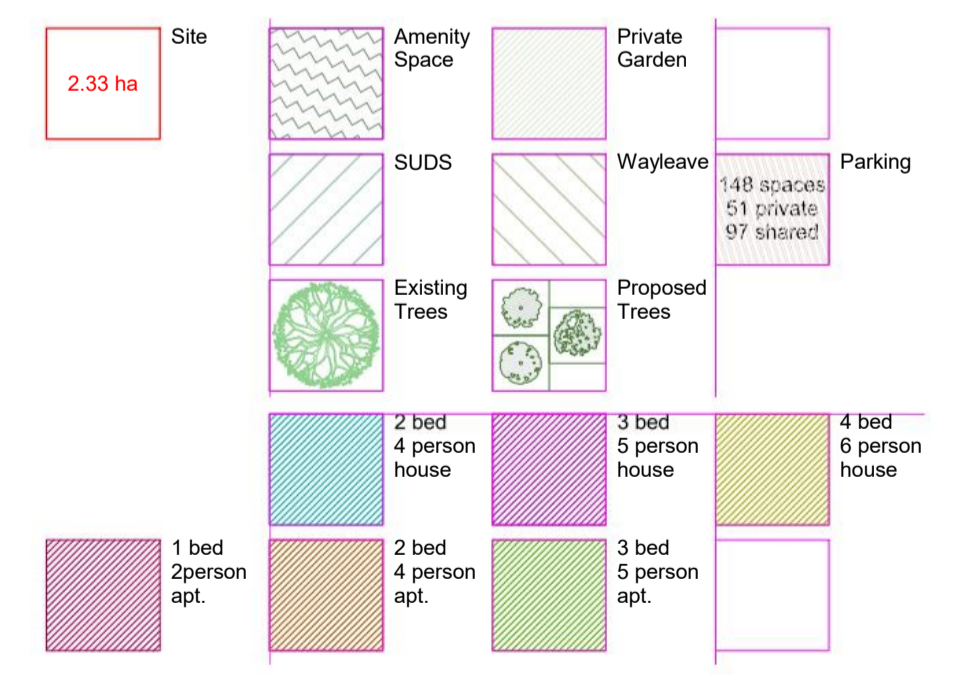 Site
2.33 ha
Amenity
Space
Private
Garden
SUDS
Wayleave
Parking
148 spaces
51 private
97 shared
Existing
Trees
Proposed
Trees
2 bed
4 person
house
3 bed
5 person
house
4 bed
6 person
house
1 bed
2person
apt.
2 bed
4 person
apt.
3 bed
5 person
apt.